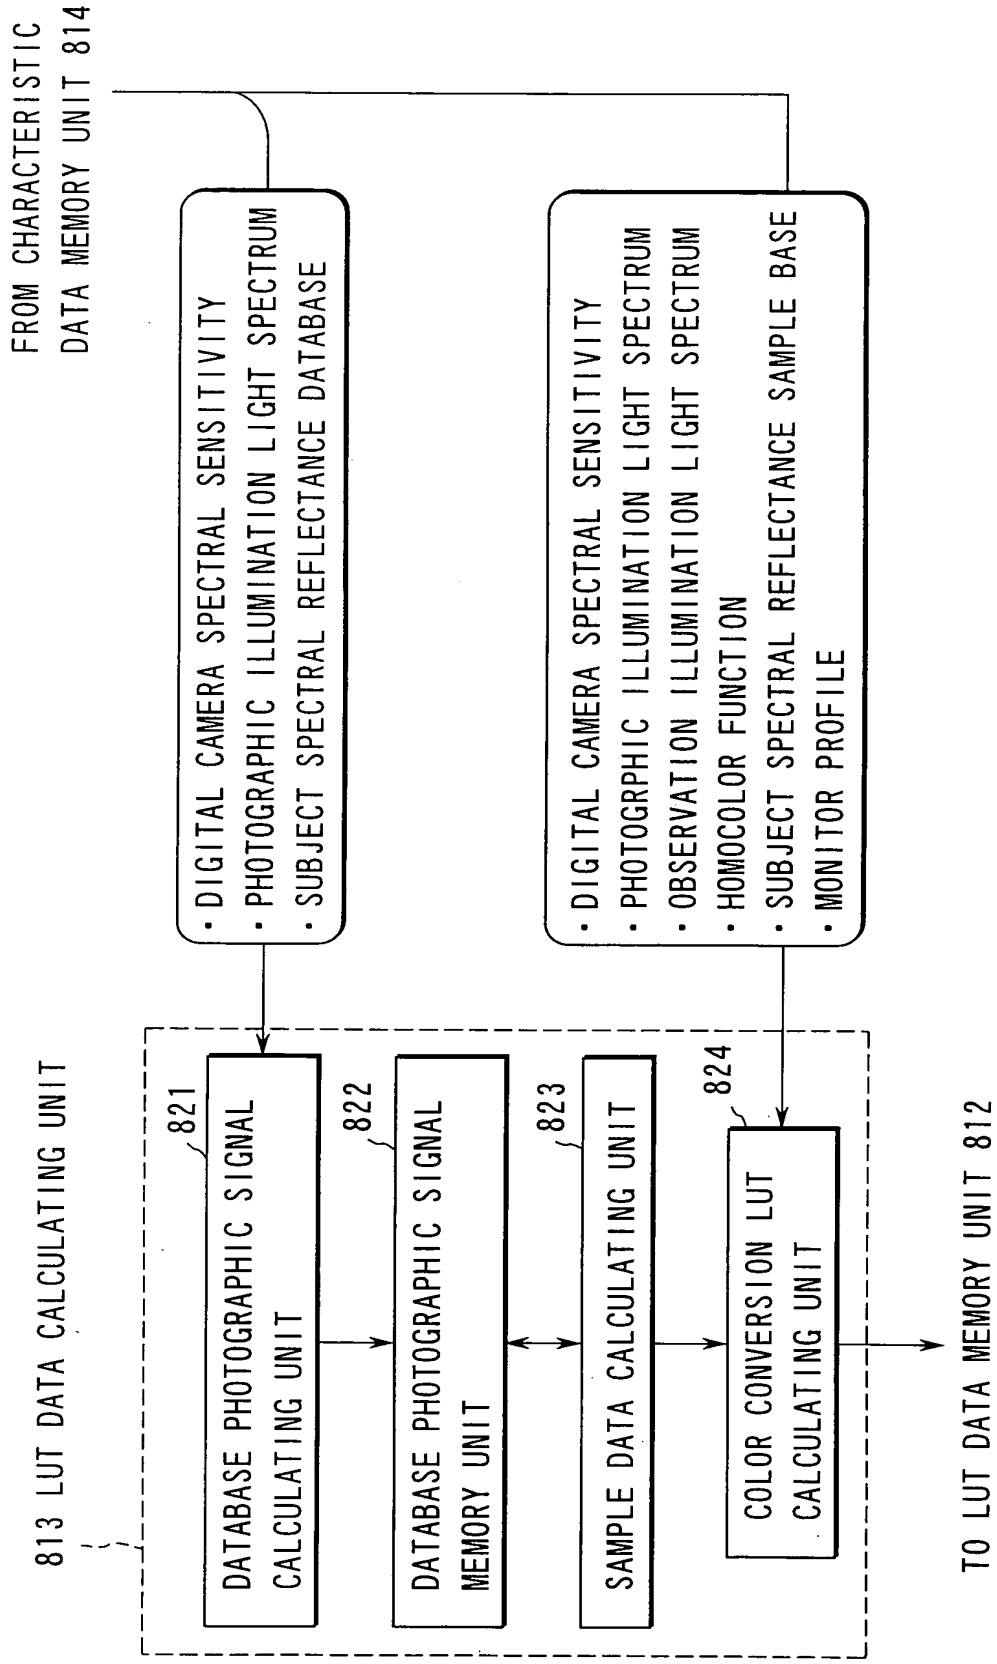 FROM CHARACTERISTIC
DATA MEMORY UNIT 814
• DIGITAL CAMERA SPECTRAL SENSITIVITY
• PHOTOGRAPHIC ILLUMINATION LIGHT SPECTRUM
• SUBJECT SPECTRAL REFLECTANCE DATABASE
• DIGITAL CAMERA SPECTRAL SENSITIVITY
• PHOTOGRPHIC ILLUMINATION LIGHT SPECTRUM
• OBSERVATION ILLUMINATION LIGHT SPECTRUM
• HOMOCOLOR FUNCTION
• SUBJECT SPECTRAL REFLECTANCE SAMPLE BASE
• MONITOR PROFILE
813 LUT DATA CALCULATING UNIT
821
DATABASE PHOTOGRAPHIC SIGNAL
CALCULATING UNIT
822
DATABASE PHOTOGRAPHIC SIGNAL
MEMORY UNIT
823
SAMPLE DATA CALCULATING UNIT
824
COLOR CONVERSION LUT
CALCULATING UNIT
TO LUT DATA MEMORY UNIT 812